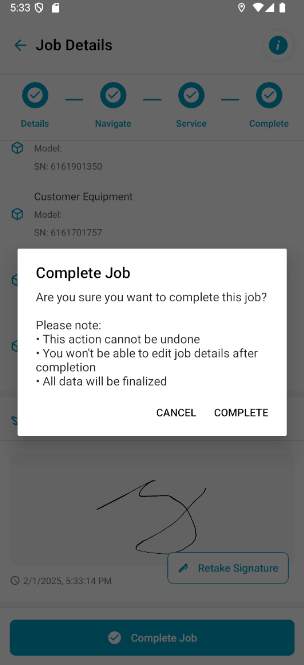 5:33
Job Details
Details
Navigate
Service
Complete
Model:
SN: 6161901350
Customer Equipment
Model:
SN: 6161701757
Complete Job
Are you sure you want to complete this job?
Please note:
• This action cannot be undone
• You won't be able to edit job details after
completion
• All data will be finalized
CANCEL
COMPLETE
Retake Signature
2/1/2025, 5:33:14 PM
Complete Job